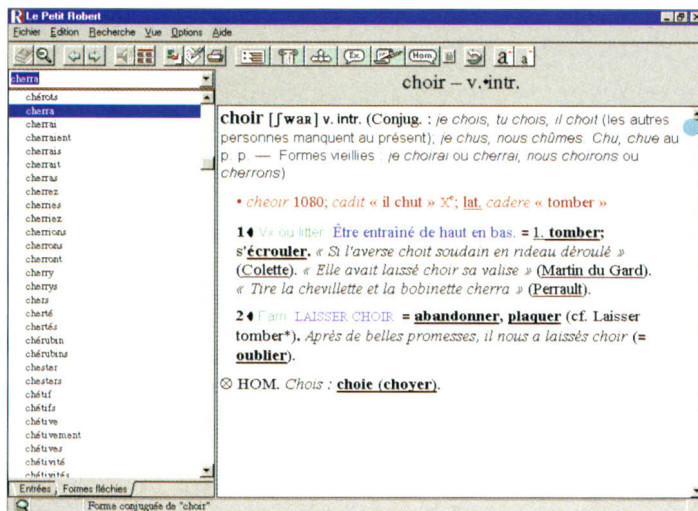 Le Petit Robert
Fichier Edition Recherche Vue Options Aide
Ex.
Hom
a a
cherra
choir – v.•intr.
chérots
cherra
cherrai
cherraient
cherrais
cherrait
cherras
cherrez
cherries
cherriez
cherrions
cherrons
cherront
cherry
cherrys
chers
cherté
chertés
chérubin
chérubins
chester
chesters
chétif
chétifs
chétive
chétivement
chétives
chétivité
chétivités
choir [ʃwaʀ] v. intr. (Conjug. : je chois, tu chois, il choit (les autres
personnes manquent au présent); je chus, nous chûmes. Chu, chue au
p. p. — Formes vieillies : je choirai ou cherrai, nous choirons ou
cherrons)
• cheoir 1080; cadit « il chut » Xe; lat. cadere « tomber »
1 Vx ou littér. Être entraîné de haut en bas. = 1. tomber;
s'écrouler. « Si l'averse choit soudain en rideau déroulé »
(Colette). « Elle avait laissé choir sa valise » (Martin du Gard).
« Tire la chevillette et la bobinette cherra » (Perrault).
2 Fam. LAISSER CHOIR = abandonner, plaquer (cf. Laisser
tomber*). Après de belles promesses, il nous a laissés choir (=
oublier).
⊗ HOM. Chois : choie (choyer).
Entrées Formes fléchies
Forme conjuguée de "choir"